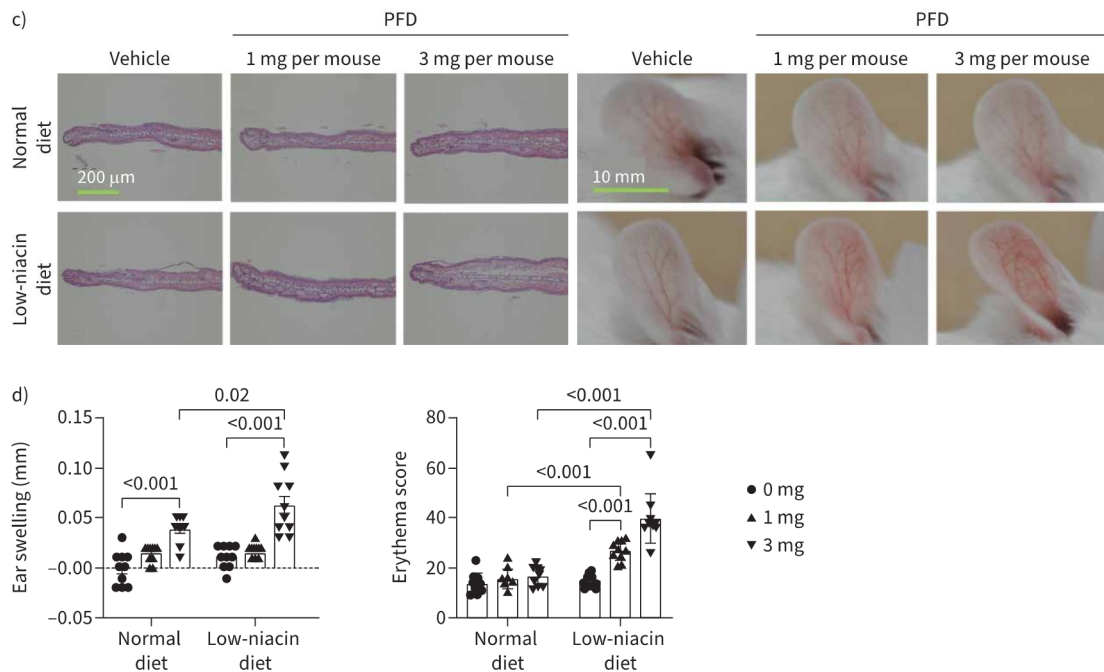 c)
PFD
PFD
Vehicle
1 mg per mouse
3 mg per mouse
Vehicle
1 mg per mouse
3 mg per mouse
Normal
diet
200 µm
10 mm
Low-niacin
diet
d)
Ear swelling (mm)
0.15
0.10
0.05
–0.00
–0.05
<0.001
0.02
<0.001
Normal
diet
Low-niacin
diet
Erythema score
80
60
40
20
0
<0.001
<0.001
<0.001
<0.001
Normal
diet
Low-niacin
diet
0 mg
1 mg
3 mg